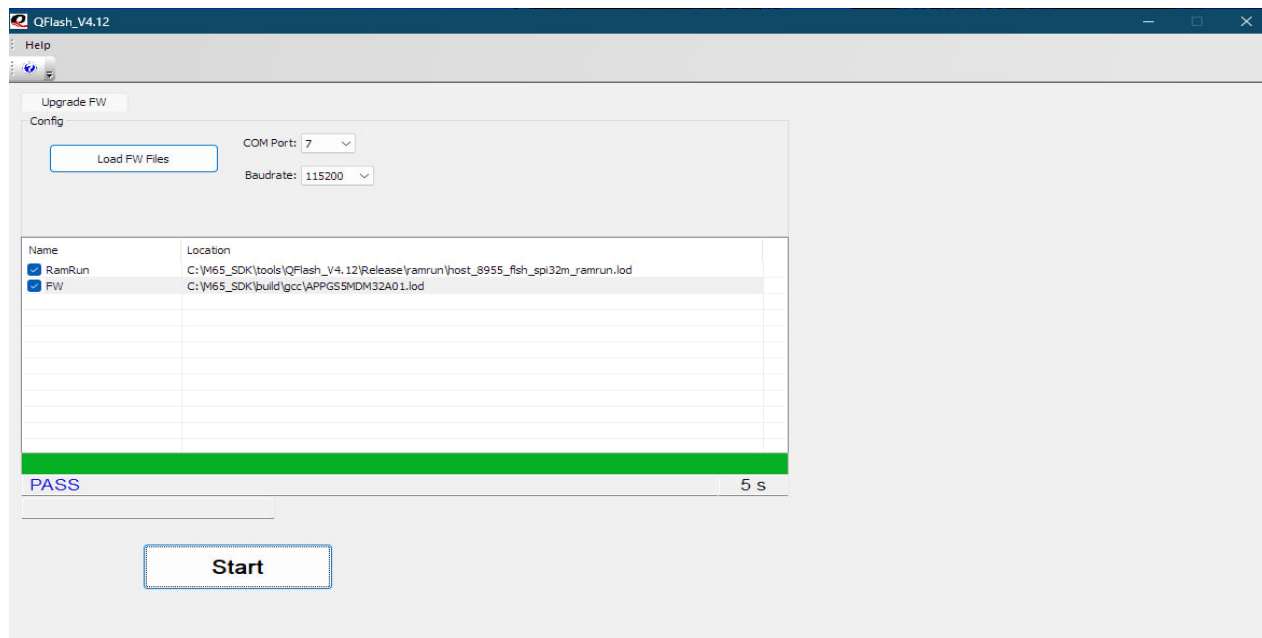 QFlash_V4.12
Help
Upgrade FW
Config
Load FW Files
COM Port: 7
Baudrate: 115200
Name Location
RamRun C:\M65_SDK\tools\QFlash_V4.12\Release\ramrun\host_8955_flsh_spi32m_ramrun.lod
FW C:\M65_SDK\build\gcc\APPGS5MDM32A01.lod
PASS 5 s
Start